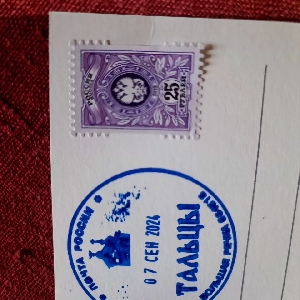 РОССИЯ
25
РУБЛЕЙ
ПОЧТА РОССИИ
07 СЕН 2024
ТАЛЬЦЫ